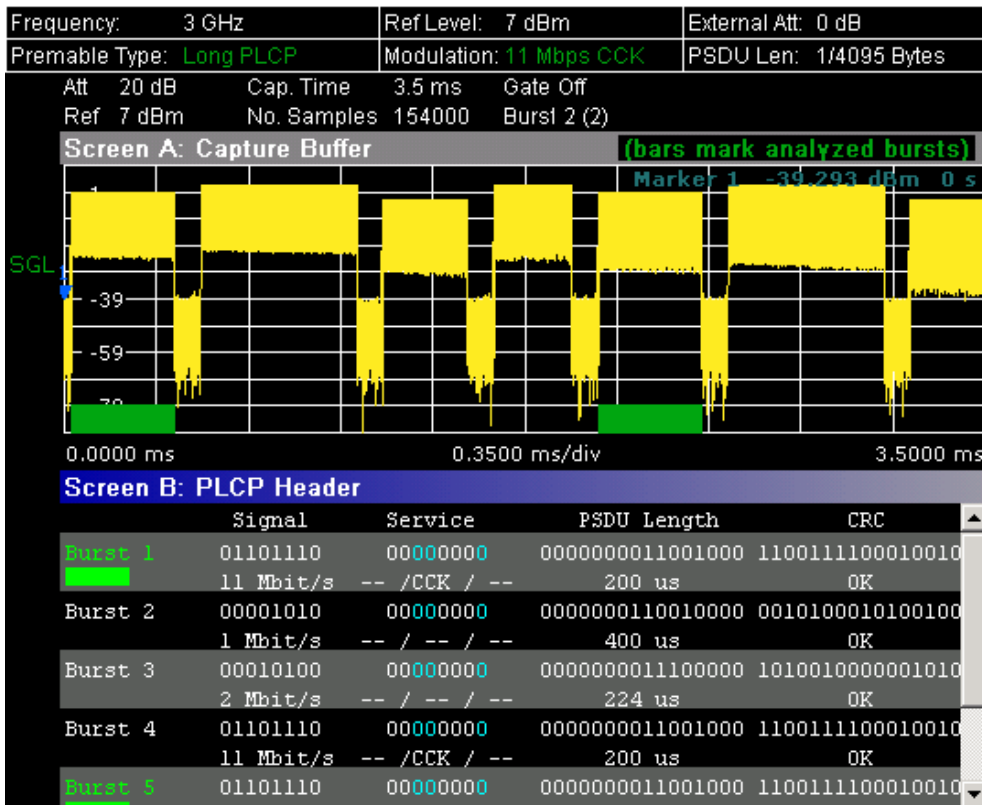 Frequency: 3 GHz Ref Level: 7 dBm External Att: 0 dB
Premable Type: Long PLCP Modulation: 11 Mbps CCK PSDU Len: 1/4095 Bytes
Att 20 dB Cap. Time 3.5 ms Gate Off
Ref 7 dBm No. Samples 154000 Burst 2 (2)
Screen A: Capture Buffer (bars mark analyzed bursts)
Marker 1 -39.293 dBm 0 s
1
SGL
1
-39
-59
-79
0.0000 ms 0.3500 ms/div 3.5000 ms
Screen B: PLCP Header
Signal Service PSDU Length CRC
Burst 1 01101110 00000000 0000000011001000 1100111100010010
11 Mbit/s -- /CCK / -- 200 us OK
Burst 2 00001010 00000000 0000000110010000 0010100010100100
1 Mbit/s -- / -- / -- 400 us OK
Burst 3 00010100 00000000 0000000011100000 1010010000001010
2 Mbit/s -- / -- / -- 224 us OK
Burst 4 01101110 00000000 0000000011001000 1100111100010010
11 Mbit/s -- /CCK / -- 200 us OK
Burst 5 01101110 00000000 0000000011001000 1100111100010010